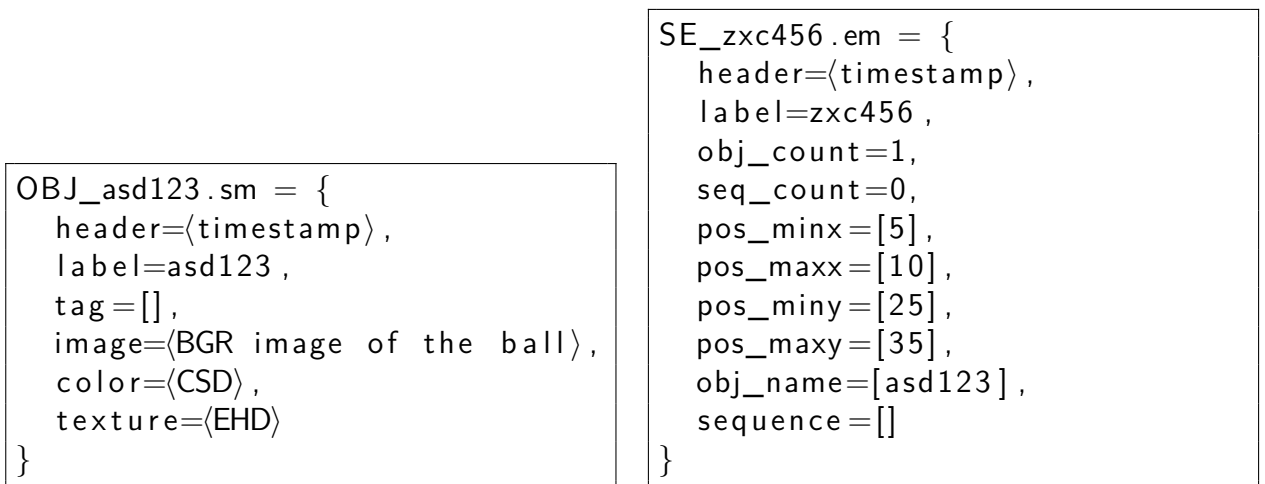 OBJ_asd123.sm = {
header=⟨timestamp⟩,
label=asd123,
tag=[],
image=⟨BGR image of the ball⟩,
color=⟨CSD⟩,
texture=⟨EHD⟩
}
SE_zxc456.em = {
header=⟨timestamp⟩,
label=zxc456,
obj_count=1,
seq_count=0,
pos_minx=[5],
pos_maxx=[10],
pos_miny=[25],
pos_maxy=[35],
obj_name=[asd123],
sequence=[]
}